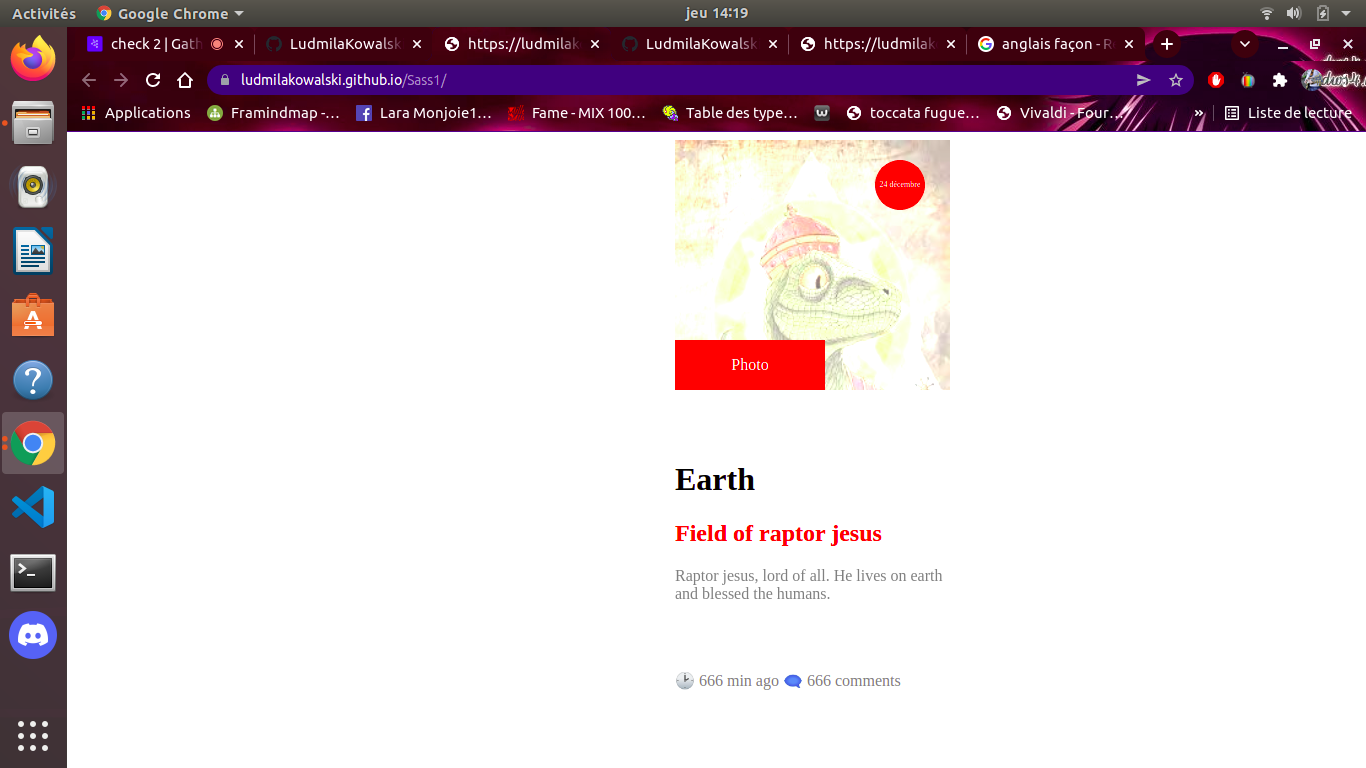 Activités Google Chrome jeu 14:19
check 2 | Gath LudmilaKowalsk https://ludmilak LudmilaKowalsk https://ludmilak anglais façon - R
ludmilakowalski.github.io/Sass1/
Applications Framindmap -… Lara Monjoie1… Fame - MIX 100… Table des type… W toccata fugue… Vivaldi - Four… » Liste de lecture
24 décembre
Photo
Earth
Field of raptor jesus
Raptor jesus, lord of all. He lives on earth
and blessed the humans.
666 min ago 666 comments